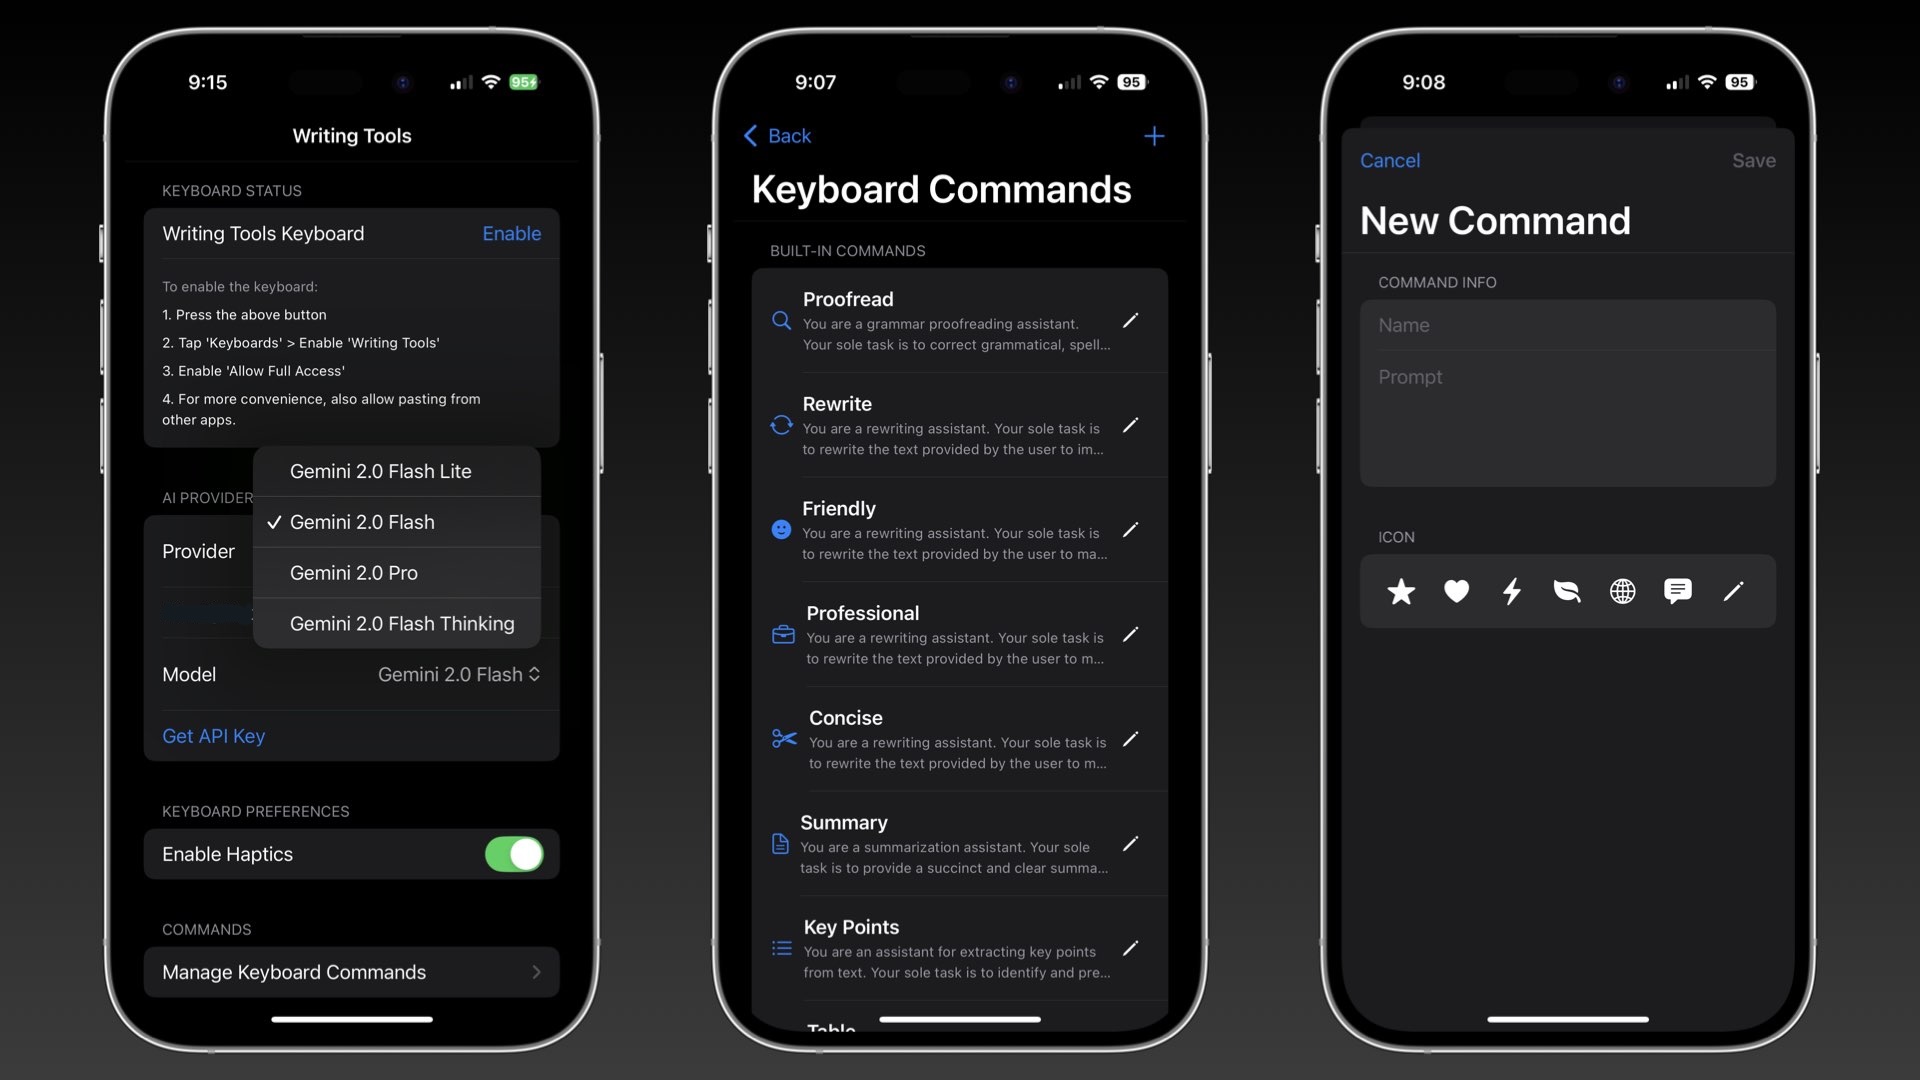 9:15
95
Writing Tools
KEYBOARD STATUS
Writing Tools Keyboard
Enable
To enable the keyboard:
1. Press the above button
2. Tap 'Keyboards' > Enable 'Writing Tools'
3. Enable 'Allow Full Access'
4. For more convenience, also allow pasting from
other apps.
Gemini 2.0 Flash Lite
AI PROVIDER
✓ Gemini 2.0 Flash
Provider
Gemini 2.0 Pro
Gemini 2.0 Flash Thinking
Model
Gemini 2.0 Flash
Get API Key
KEYBOARD PREFERENCES
Enable Haptics
COMMANDS
Manage Keyboard Commands
9:07
95
Back
+
Keyboard Commands
BUILT-IN COMMANDS
Proofread
You are a grammar proofreading assistant.
Your sole task is to correct grammatical, spell...
Rewrite
You are a rewriting assistant. Your sole task is
to rewrite the text provided by the user to im...
Friendly
You are a rewriting assistant. Your sole task is
to rewrite the text provided by the user to ma...
Professional
You are a rewriting assistant. Your sole task is
to rewrite the text provided by the user to m...
Concise
You are a rewriting assistant. Your sole task is
to rewrite the text provided by the user to m...
Summary
You are a summarization assistant. Your sole
task is to provide a succinct and clear summa...
Key Points
You are an assistant for extracting key points
from text. Your sole task is to identify and pre...
Table
9:08
95
Cancel
Save
New Command
COMMAND INFO
Name
Prompt
ICON